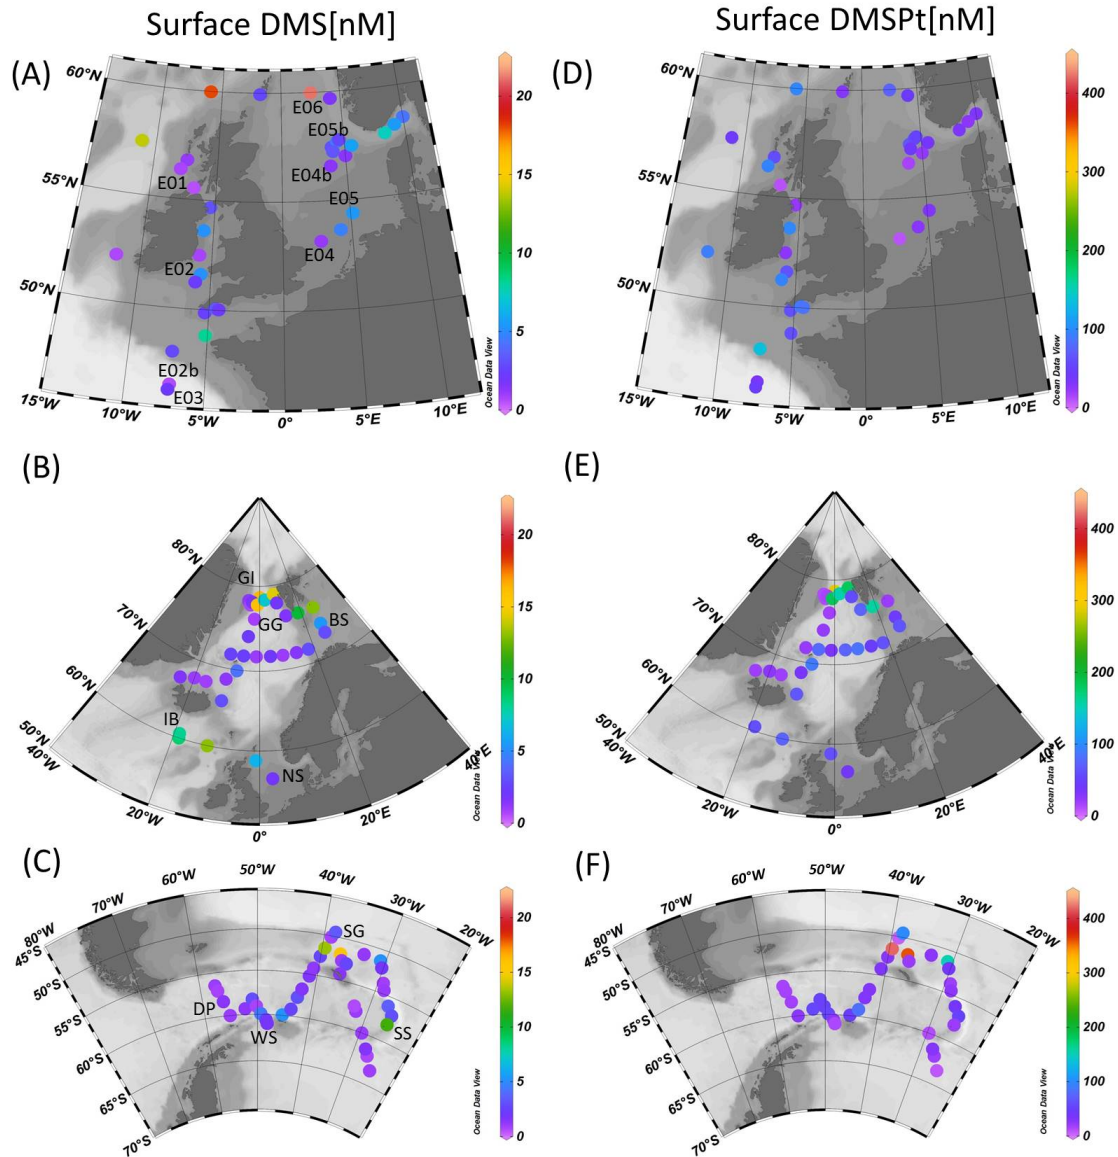 Surface DMS[nM]
Surface DMSPt[nM]
(A)
60°N
55°N
50°N
15°W
10°W
5°W
0°
5°E
10°E
E06
E05b
E04b
E01
E05
E04
E02
E02b
E03
20
15
10
5
0
Ocean Data View
(D)
60°N
55°N
50°N
15°W
10°W
5°W
0°
5°E
10°E
400
300
200
100
0
Ocean Data View
(B)
80°N
70°N
60°N
50°N
40°W
20°W
0°
20°E
40°E
GI
GG
BS
IB
NS
20
15
10
5
0
Ocean Data View
(E)
80°N
70°N
60°N
50°N
40°W
20°W
0°
20°E
40°E
400
300
200
100
0
Ocean Data View
(C)
80°W
70°W
60°W
50°W
40°W
30°W
20°W
45°S
50°S
55°S
60°S
65°S
70°S
SG
DP
WS
SS
20
15
10
5
0
Ocean Data View
(F)
80°W
70°W
60°W
50°W
40°W
30°W
20°W
45°S
50°S
55°S
60°S
65°S
70°S
400
300
200
100
0
Ocean Data View